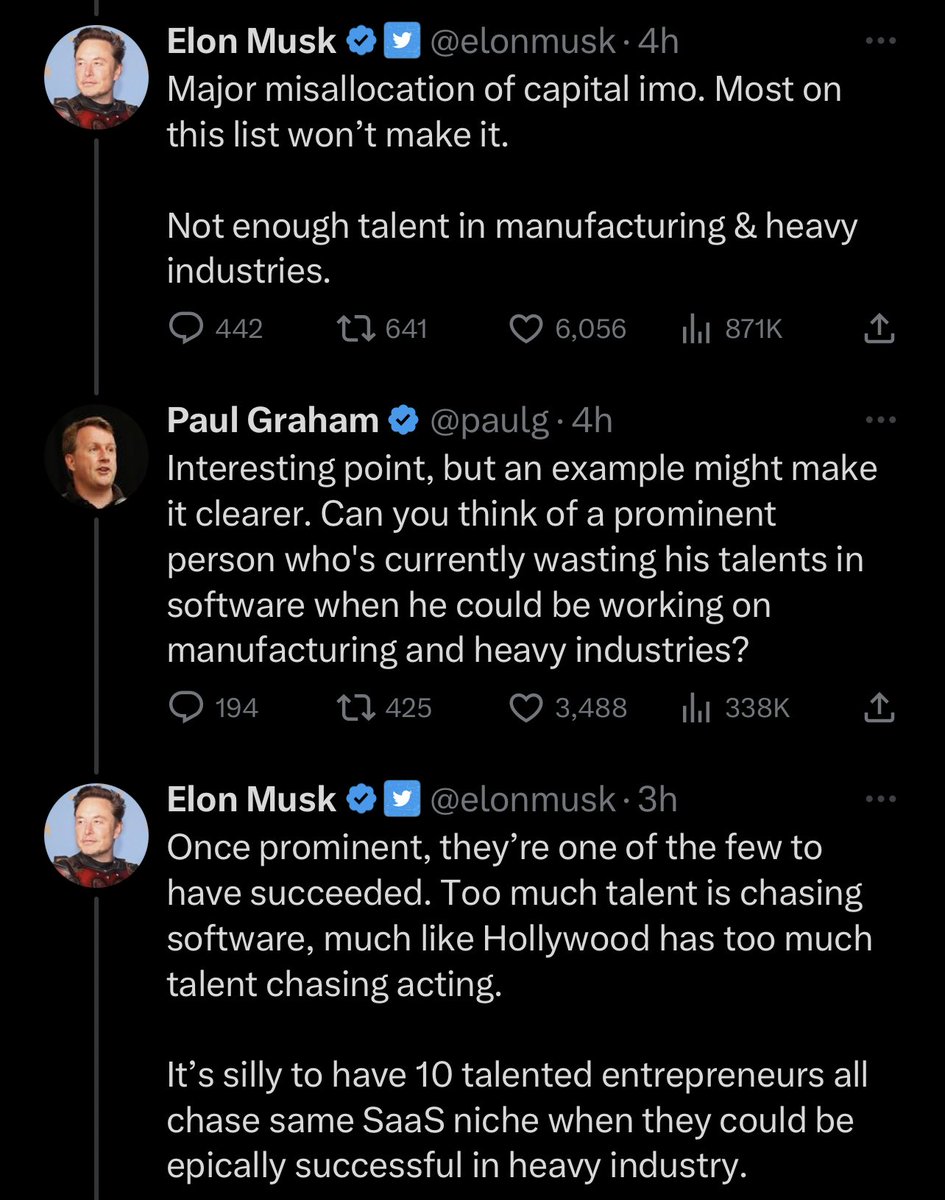 Elon Musk @elonmusk · 4h
Major misallocation of capital imo. Most on
this list won’t make it.
Not enough talent in manufacturing & heavy
industries.
442 641 6,056 871K
Paul Graham @paulg · 4h
Interesting point, but an example might make
it clearer. Can you think of a prominent
person who's currently wasting his talents in
software when he could be working on
manufacturing and heavy industries?
194 425 3,488 338K
Elon Musk @elonmusk · 3h
Once prominent, they’re one of the few to
have succeeded. Too much talent is chasing
software, much like Hollywood has too much
talent chasing acting.
It’s silly to have 10 talented entrepreneurs all
chase same SaaS niche when they could be
epically successful in heavy industry.